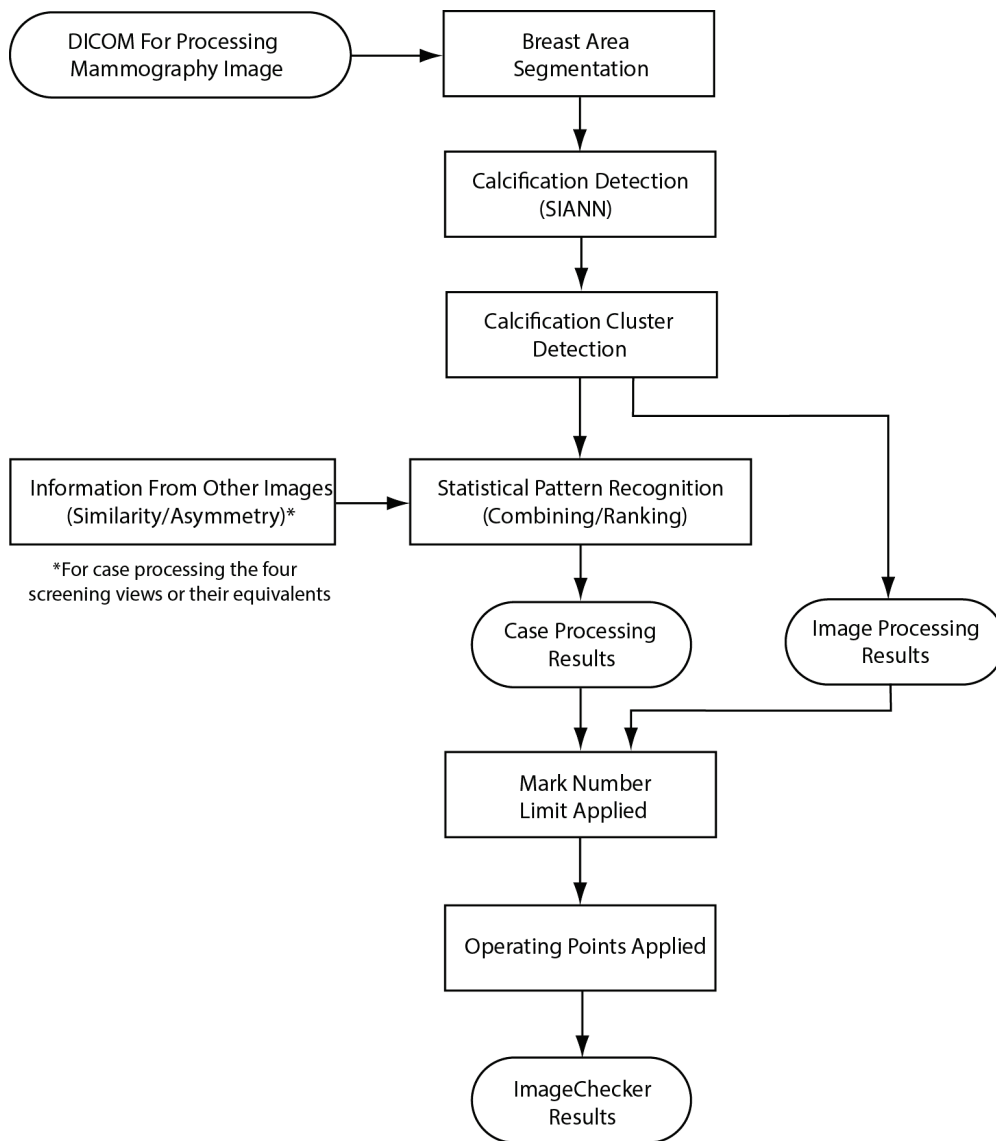 DICOM For Processing
Mammography Image
Breast Area
Segmentation
Calcification Detection
(SIANN)
Calcification Cluster
Detection
Information From Other Images
(Similarity/Asymmetry)*
Statistical Pattern Recognition
(Combining/Ranking)
*For case processing the four
screening views or their equivalents
Case Processing
Results
Image Processing
Results
Mark Number
Limit Applied
Operating Points Applied
ImageChecker
Results